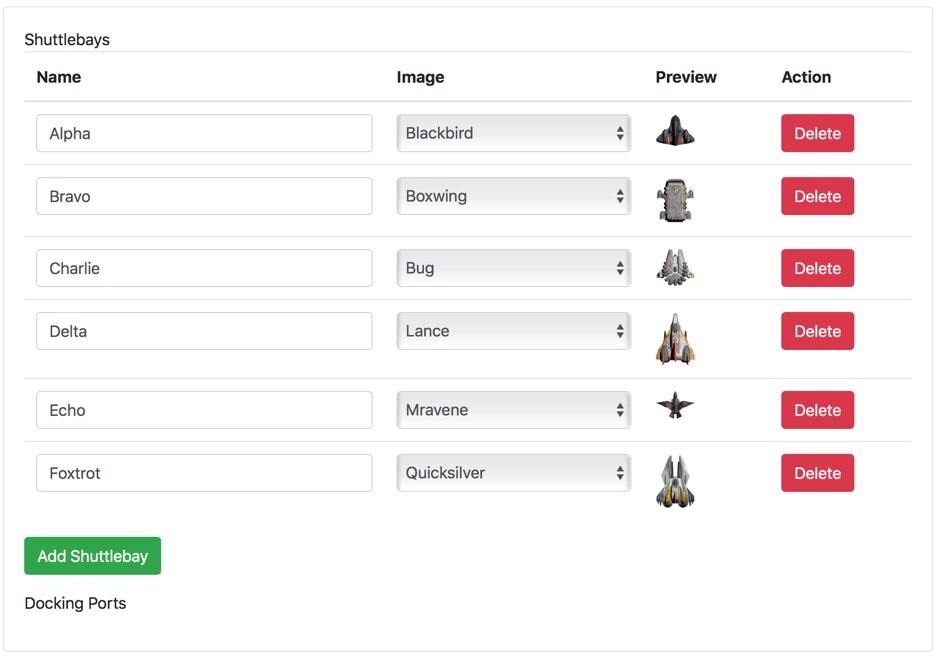 Shuttlebays
Name Image Preview Action
Alpha Blackbird Delete
Bravo Boxwing Delete
Charlie Bug Delete
Delta Lance Delete
Echo Mravene Delete
Foxtrot Quicksilver Delete
Add Shuttlebay
Docking Ports